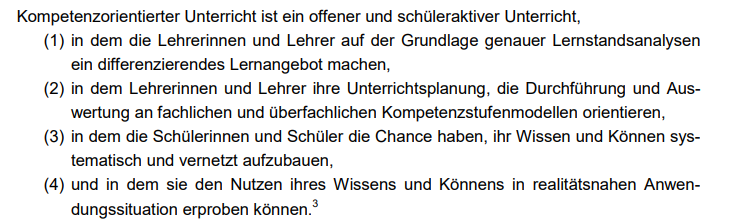 Kompetenzorientierter Unterricht ist ein offener und schüleraktiver Unterricht,
(1) in dem die Lehrerinnen und Lehrer auf der Grundlage genauer Lernstandsanalysen
ein differenzierendes Lernangebot machen,
(2) in dem Lehrerinnen und Lehrer ihre Unterrichtsplanung, die Durchführung und Aus-
wertung an fachlichen und überfachlichen Kompetenzstufenmodellen orientieren,
(3) in dem die Schülerinnen und Schüler die Chance haben, ihr Wissen und Können sys-
tematisch und vernetzt aufzubauen,
(4) und in dem sie den Nutzen ihres Wissens und Könnens in realitätsnahen Anwen-
dungssituation erproben können.³